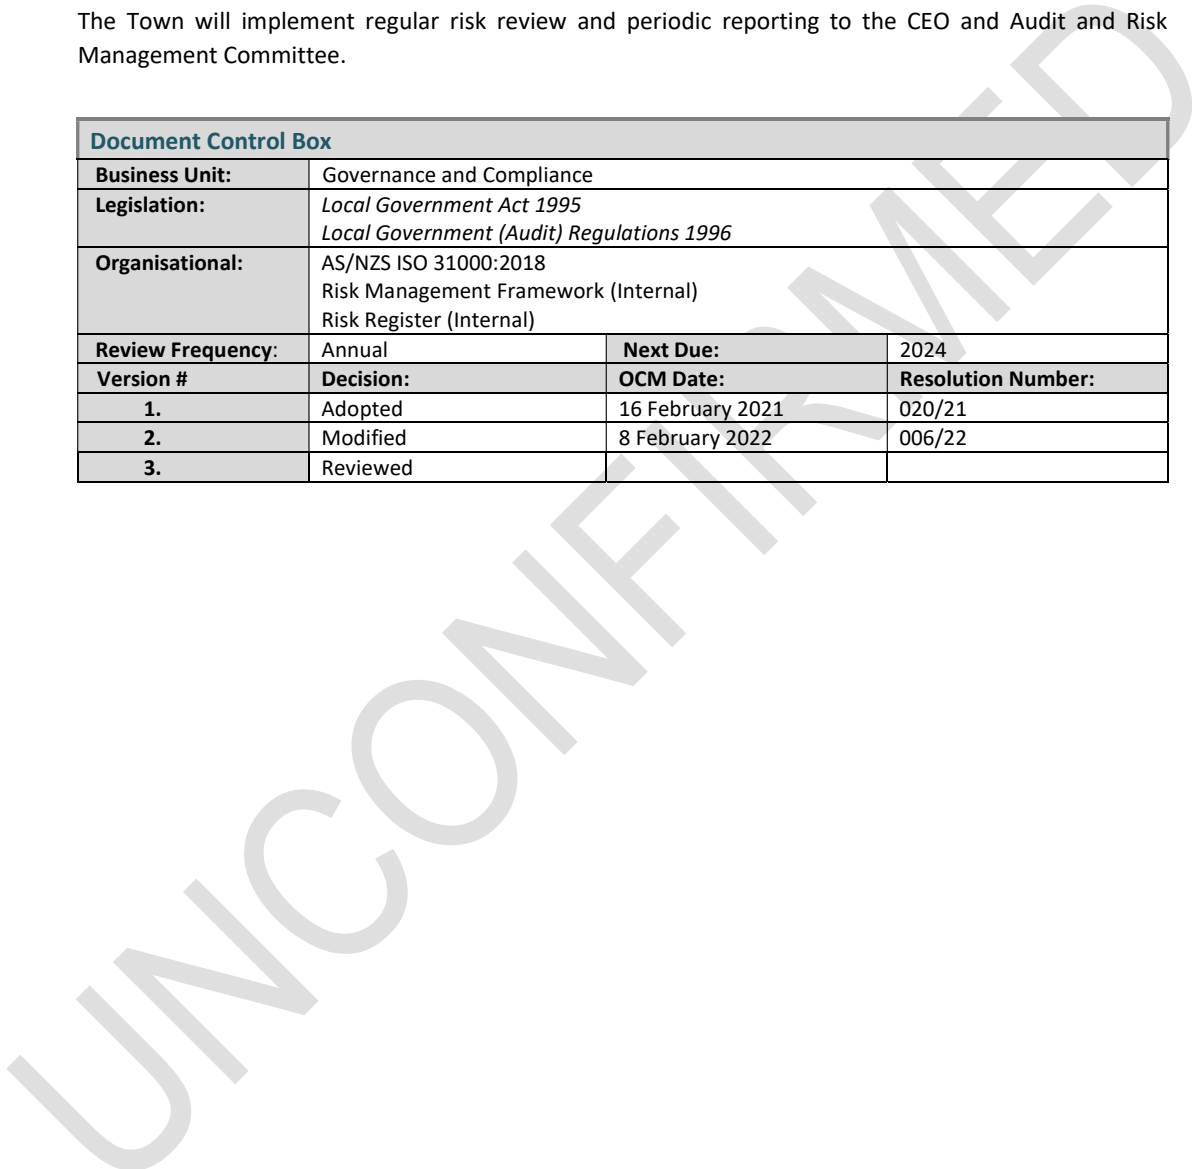 The Town will implement regular risk review and periodic reporting to the CEO and Audit and Risk
Management Committee.
Document Control Box
Business Unit: Governance and Compliance
Legislation: Local Government Act 1995
Local Government (Audit) Regulations 1996
Organisational: AS/NZS ISO 31000:2018
Risk Management Framework (Internal)
Risk Register (Internal)
Review Frequency: Annual Next Due: 2024
Version # Decision: OCM Date: Resolution Number:
1. Adopted 16 February 2021 020/21
2. Modified 8 February 2022 006/22
3. Reviewed
UNCONFIRMED